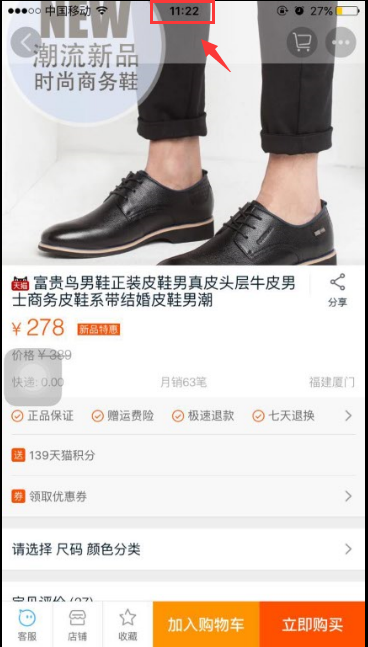 中国移动 11:22 27%
NEW
潮流新品
时尚商务鞋
天猫 富贵鸟男鞋正装皮鞋男真皮头层牛皮男
士商务皮鞋系带结婚皮鞋男潮
分享
¥278 新品特惠
价格 ¥389
快递: 0.00 月销63笔 福建厦门
正品保证 赠运费险 极速退款 七天退换
送 139天猫积分
券 领取优惠券
请选择 尺码 颜色分类
宝贝评价 (27)
客服 店铺 收藏 加入购物车 立即购买